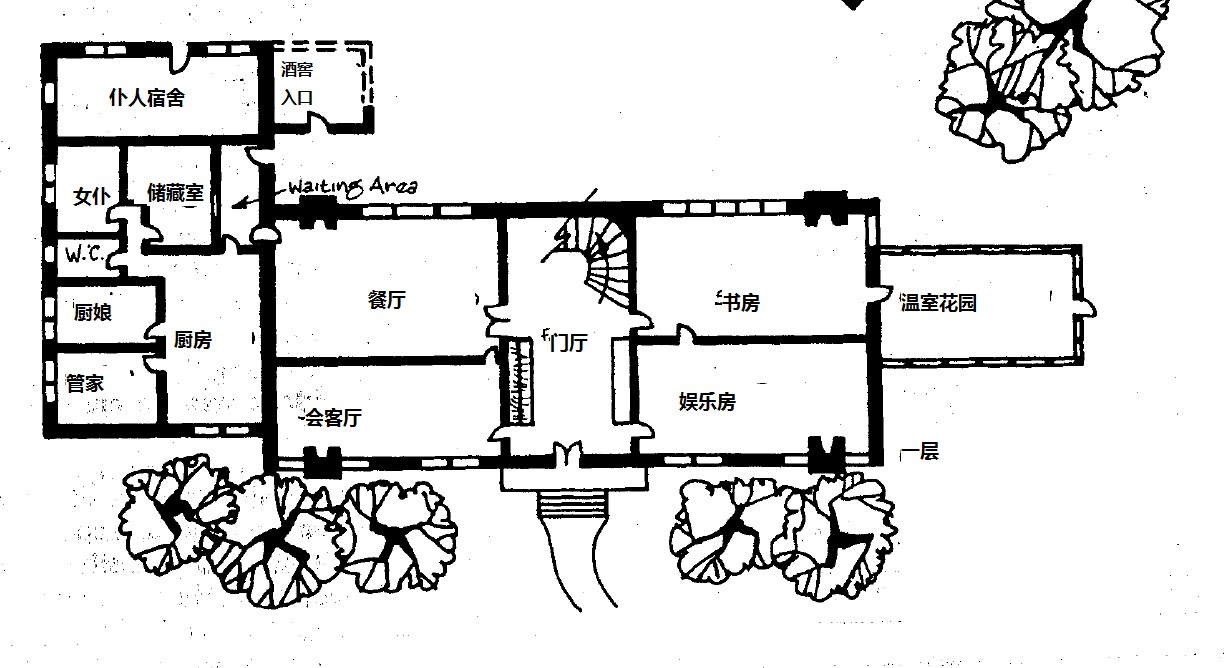 酒窖
入口
仆人宿舍
女仆
储藏室
Waiting Area
W.C.
厨娘
厨房
管家
餐厅
会客厅
门厅
书房
娱乐房
温室花园
一层